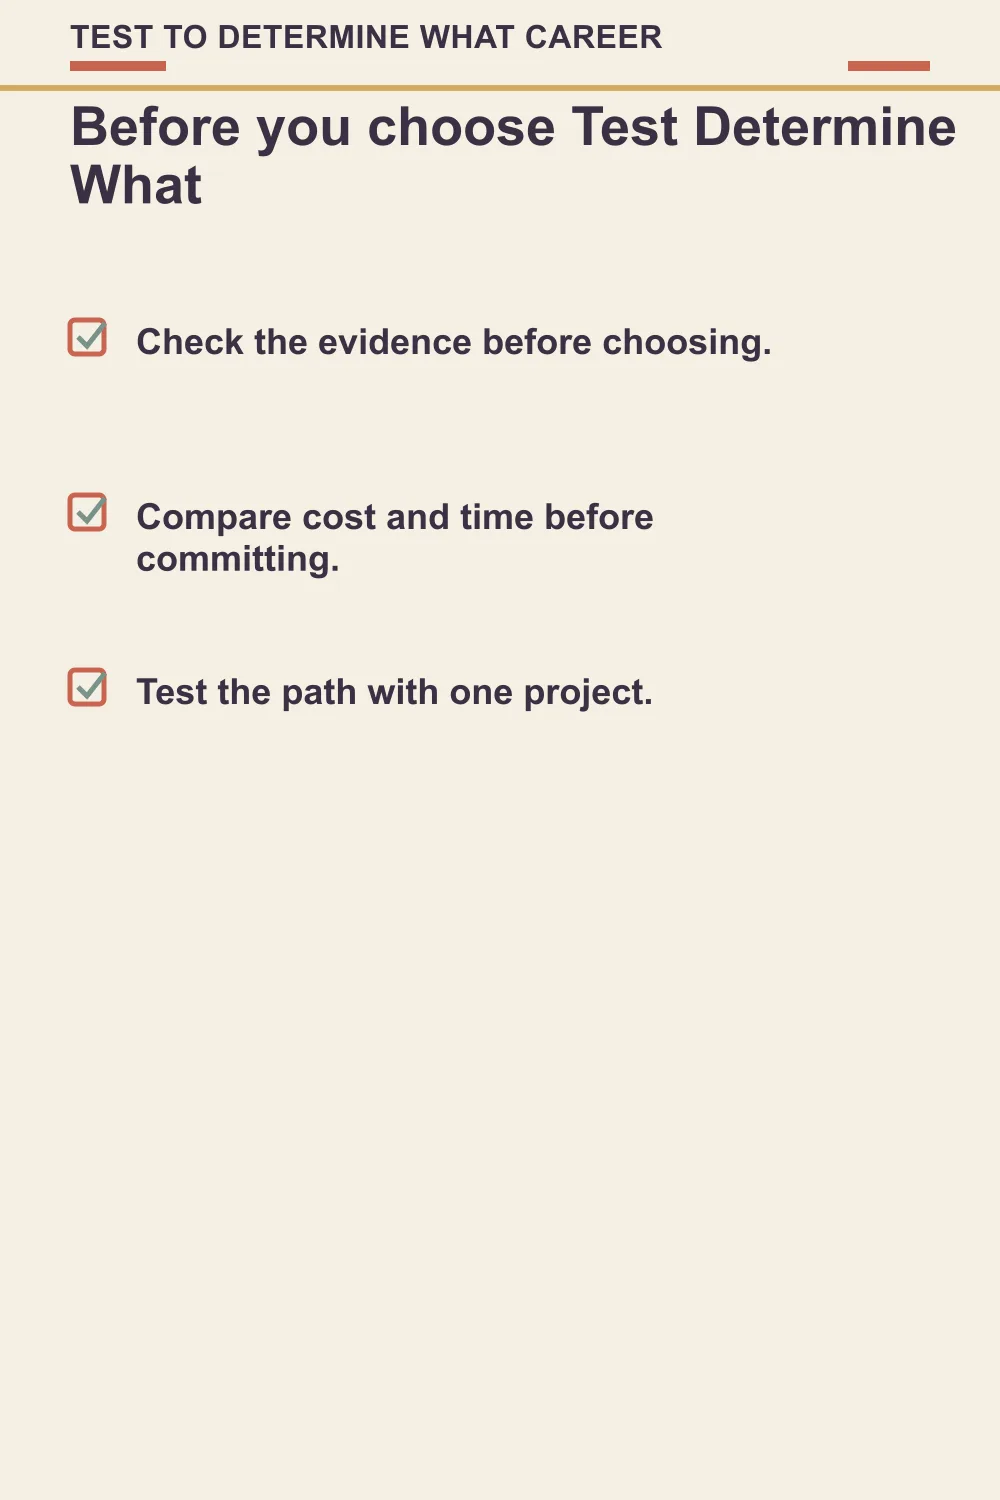 TEST TO DETERMINE WHAT CAREER
Before you choose Test Determine
What
Check the evidence before choosing.
Compare cost and time before
committing.
Test the path with one project.